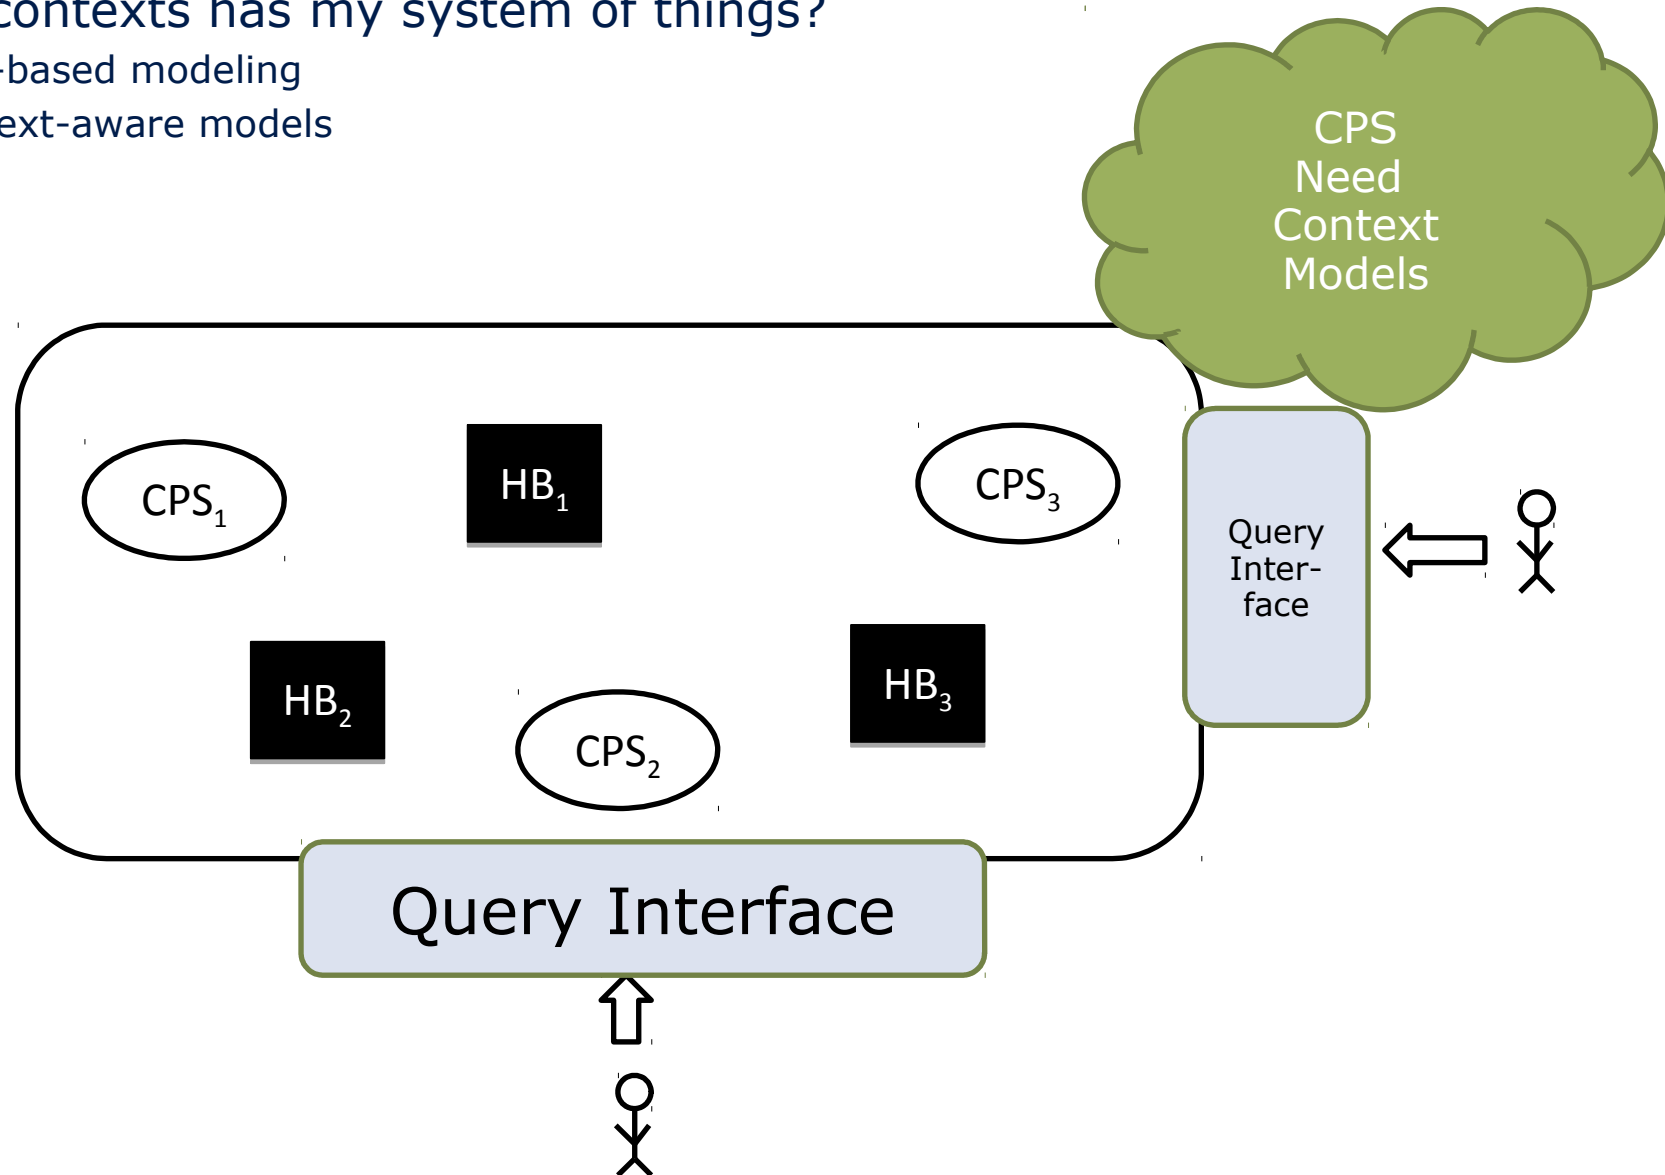 contexts has my system of things?
-based modeling
ext-aware models
CPS
Need
Context
Models
CPS₁
HB₁
CPS₃
Query
Inter-
face
HB₂
HB₃
CPS₂
Query Interface